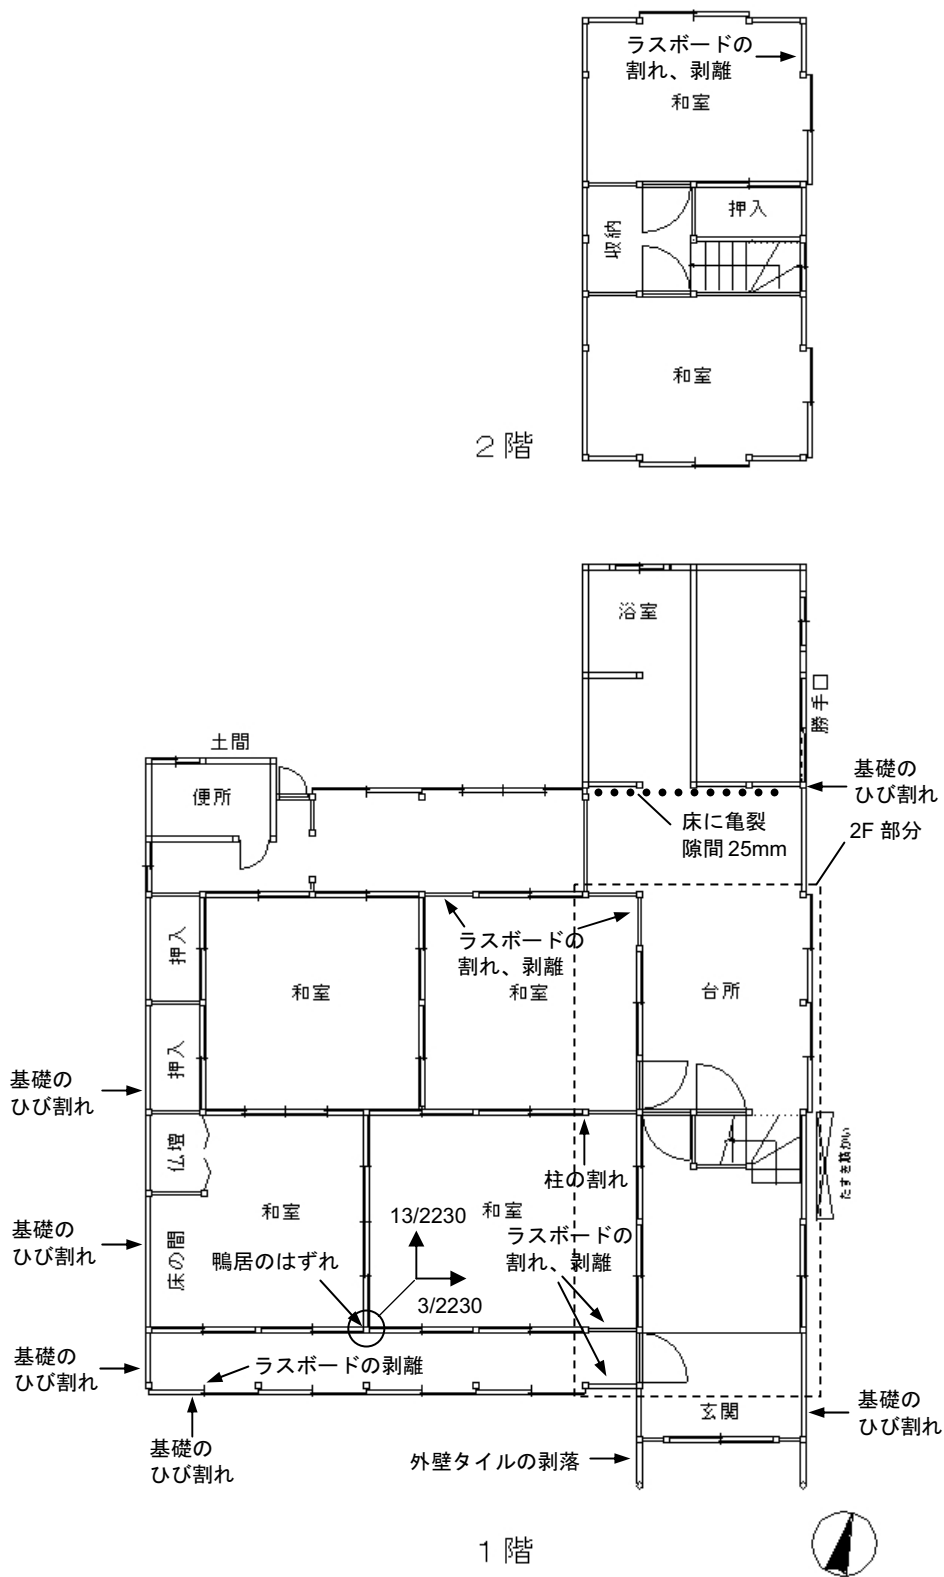 ラスボードの
割れ、剥離
和室
押入
収納
和室
2階
浴室
勝手口
土間
便所
基礎の
ひび割れ
床に亀裂
隙間 25mm
2F 部分
押入
ラスボードの
割れ、剥離
和室
和室
台所
押入
基礎の
ひび割れ
仏壇
たすき筋かい
柱の割れ
和室
和室
13/2230
床の間
鴨居のはずれ
ラスボードの
割れ、剥離
基礎の
ひび割れ
3/2230
基礎の
ひび割れ
ラスボードの剥離
玄関
基礎の
ひび割れ
基礎の
ひび割れ
外壁タイルの剥落
1階